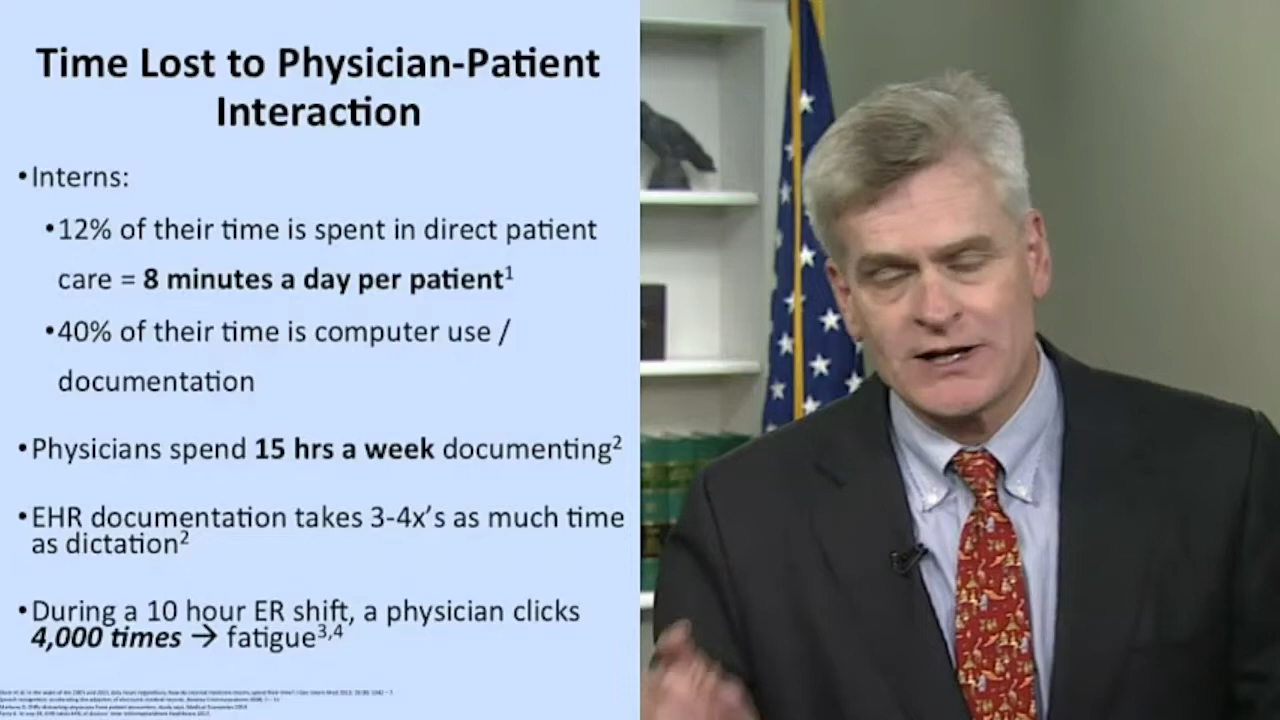 Time Lost to Physician-Patient
Interaction
•Interns:
•12% of their time is spent in direct patient
care = 8 minutes a day per patient1
•40% of their time is computer use /
documentation
•Physicians spend 15 hrs a week documenting2
•EHR documentation takes 3-4x's as much time
as dictation2
•During a 10 hour ER shift, a physician clicks
4,000 times → fatigue3,4